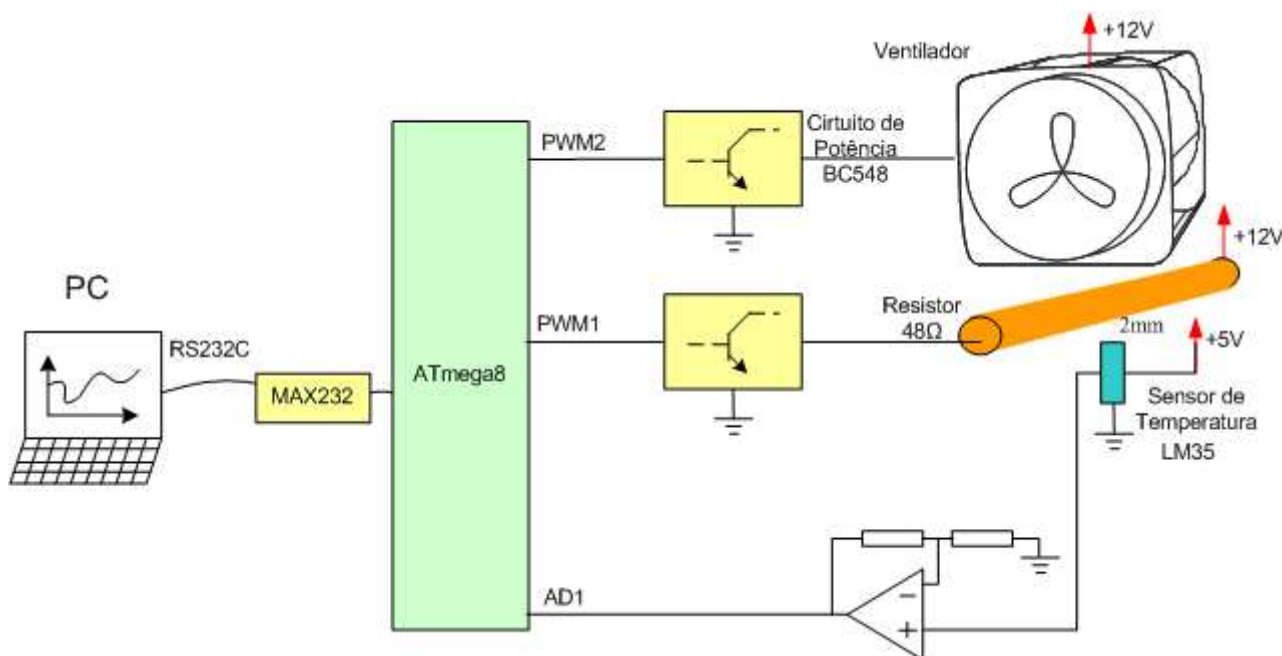 +12V
Ventilador
Cirtuito de
Potência
BC548
PWM2
+12V
PC
RS232C
MAX232
ATmega8
PWM1
Resistor
48Ω
2mm
+5V
Sensor de
Temperatura
LM35
AD1
−
+